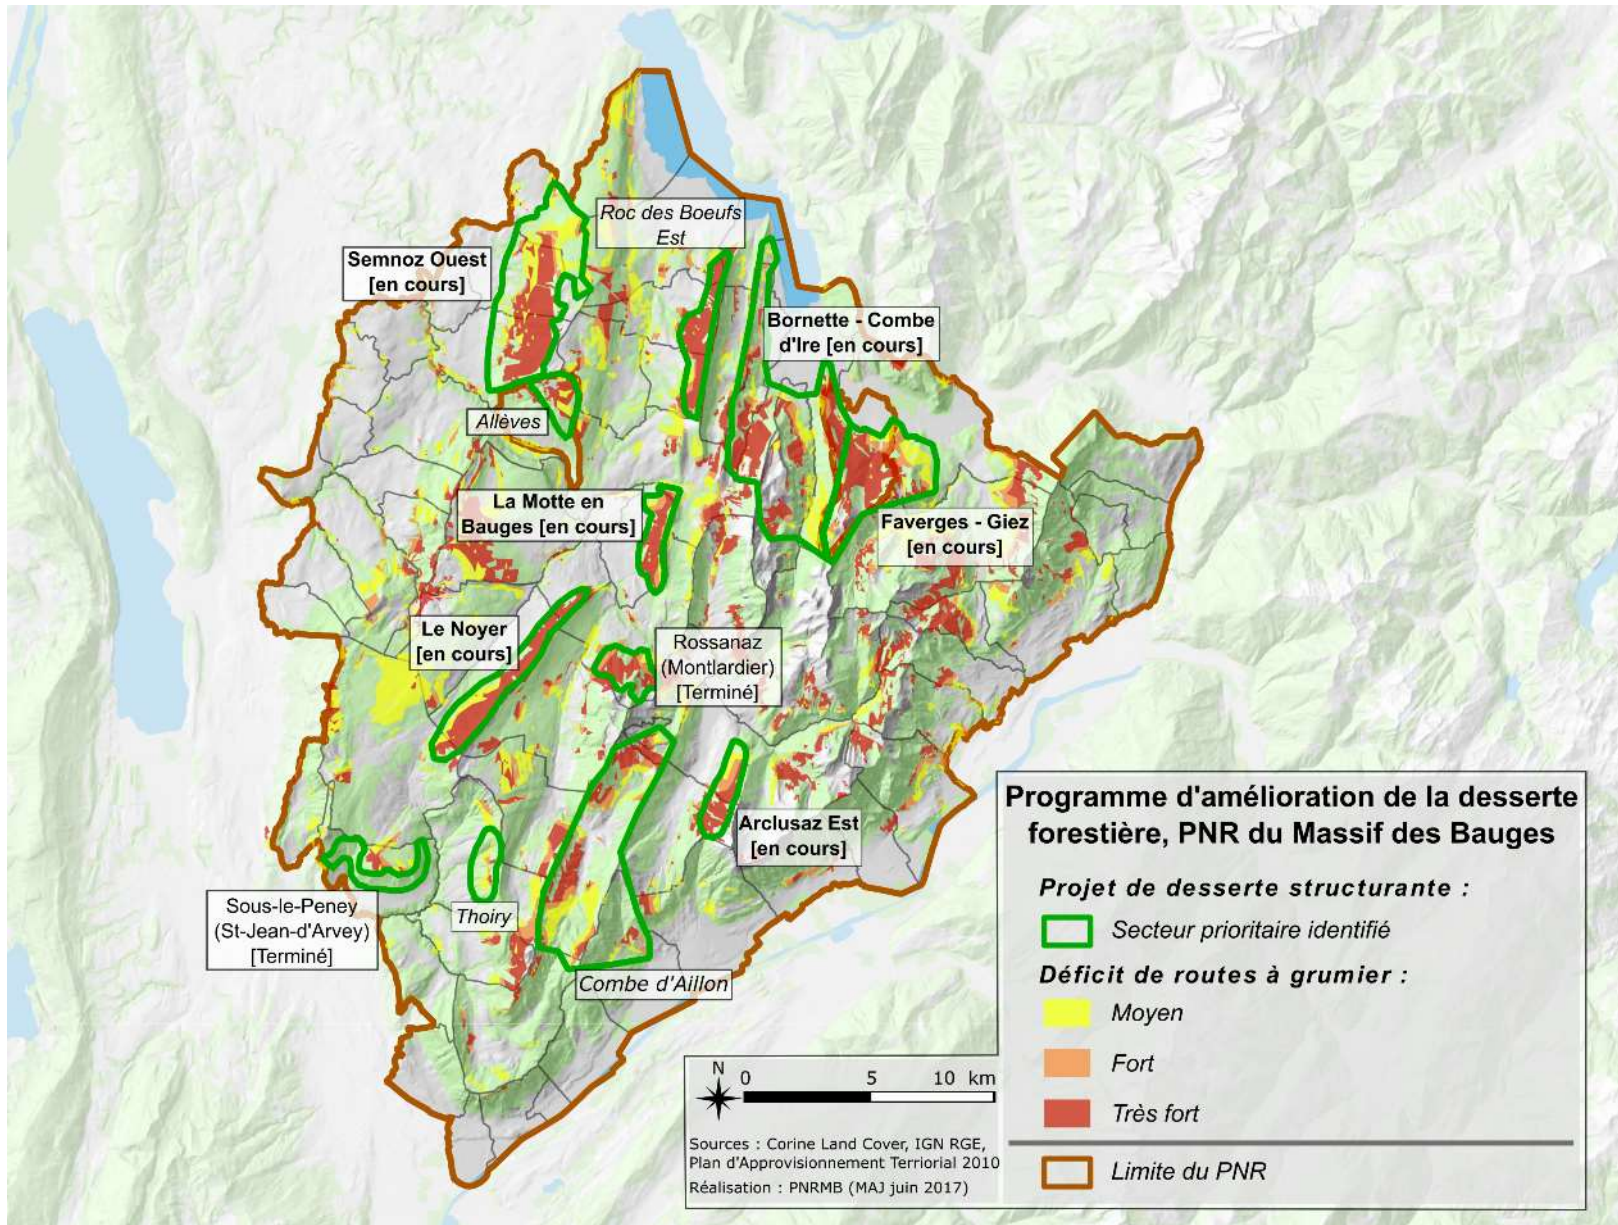 Roc des Boeufs
Est
Semnoz Ouest
[en cours]
Bornette - Combe
d'Ire [en cours]
Allèves
La Motte en
Bauges [en cours]
Faverges - Giez
[en cours]
Le Noyer
[en cours]
Rossanaz
(Montlardier)
[Terminé]
Arclusaz Est
[en cours]
Sous-le-Peney
(St-Jean-d'Arvey)
[Terminé]
Thoiry
Combe d'Aillon
Programme d'amélioration de la desserte
forestière, PNR du Massif des Bauges
Projet de desserte structurante :
Secteur prioritaire identifié
Déficit de routes à grumier :
Moyen
Fort
Très fort
Limite du PNR
N
0 5 10 km
Sources : Corine Land Cover, IGN RGE,
Plan d'Approvisionnement Terriorial 2010
Réalisation : PNRMB (MAJ juin 2017)